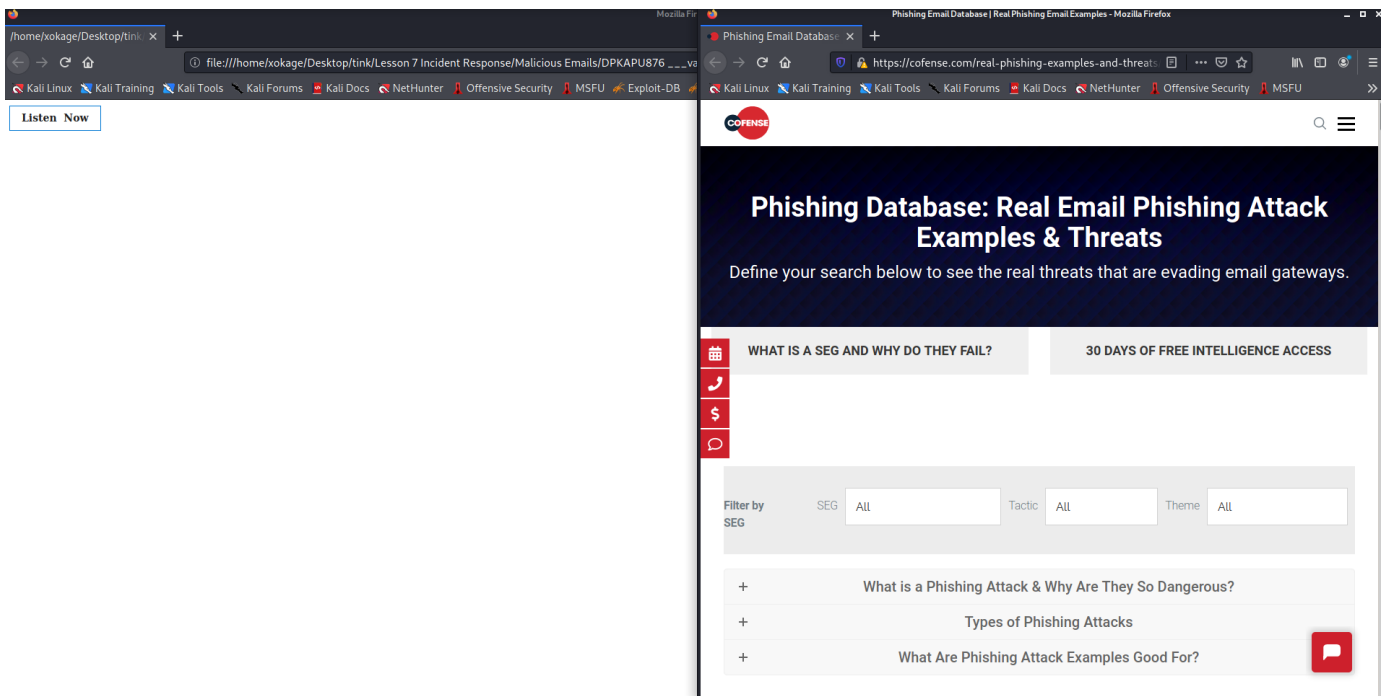 Mozilla Fir
/home/xokage/Desktop/tink
file:///home/xokage/Desktop/tink/Lesson 7 Incident Response/Malicious Emails/DPKAPU876 ___va
Kali Linux Kali Training Kali Tools Kali Forums Kali Docs NetHunter Offensive Security MSFU Exploit-DB
Listen Now
Phishing Email Database | Real Phishing Email Examples - Mozilla Firefox
Phishing Email Database
https://cofense.com/real-phishing-examples-and-threats
Kali Linux Kali Training Kali Tools Kali Forums Kali Docs NetHunter Offensive Security MSFU
COFENSE
Phishing Database: Real Email Phishing Attack
Examples & Threats
Define your search below to see the real threats that are evading email gateways.
WHAT IS A SEG AND WHY DO THEY FAIL? 30 DAYS OF FREE INTELLIGENCE ACCESS
Filter by
SEG
SEG All Tactic All Theme All
+ What is a Phishing Attack & Why Are They So Dangerous?
+ Types of Phishing Attacks
+ What Are Phishing Attack Examples Good For?